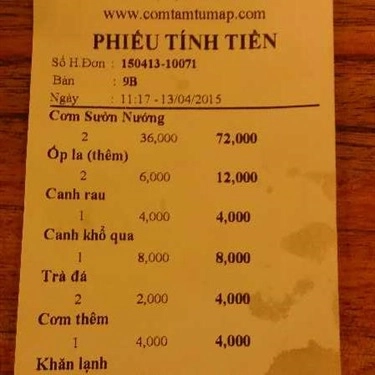 www.comtamtumap.com
PHIẾU TÍNH TIỀN
Số H.Đơn : 150413-10071
Bàn : 9B
Ngày : 11:17 - 13/04/2015
Cơm Sườn Nướng
2 36,000 72,000
Ốp la (thêm)
2 6,000 12,000
Canh rau
1 4,000 4,000
Canh khổ qua
1 8,000 8,000
Trà đá
2 2,000 4,000
Cơm thêm
1 4,000 4,000
Khăn lạnh